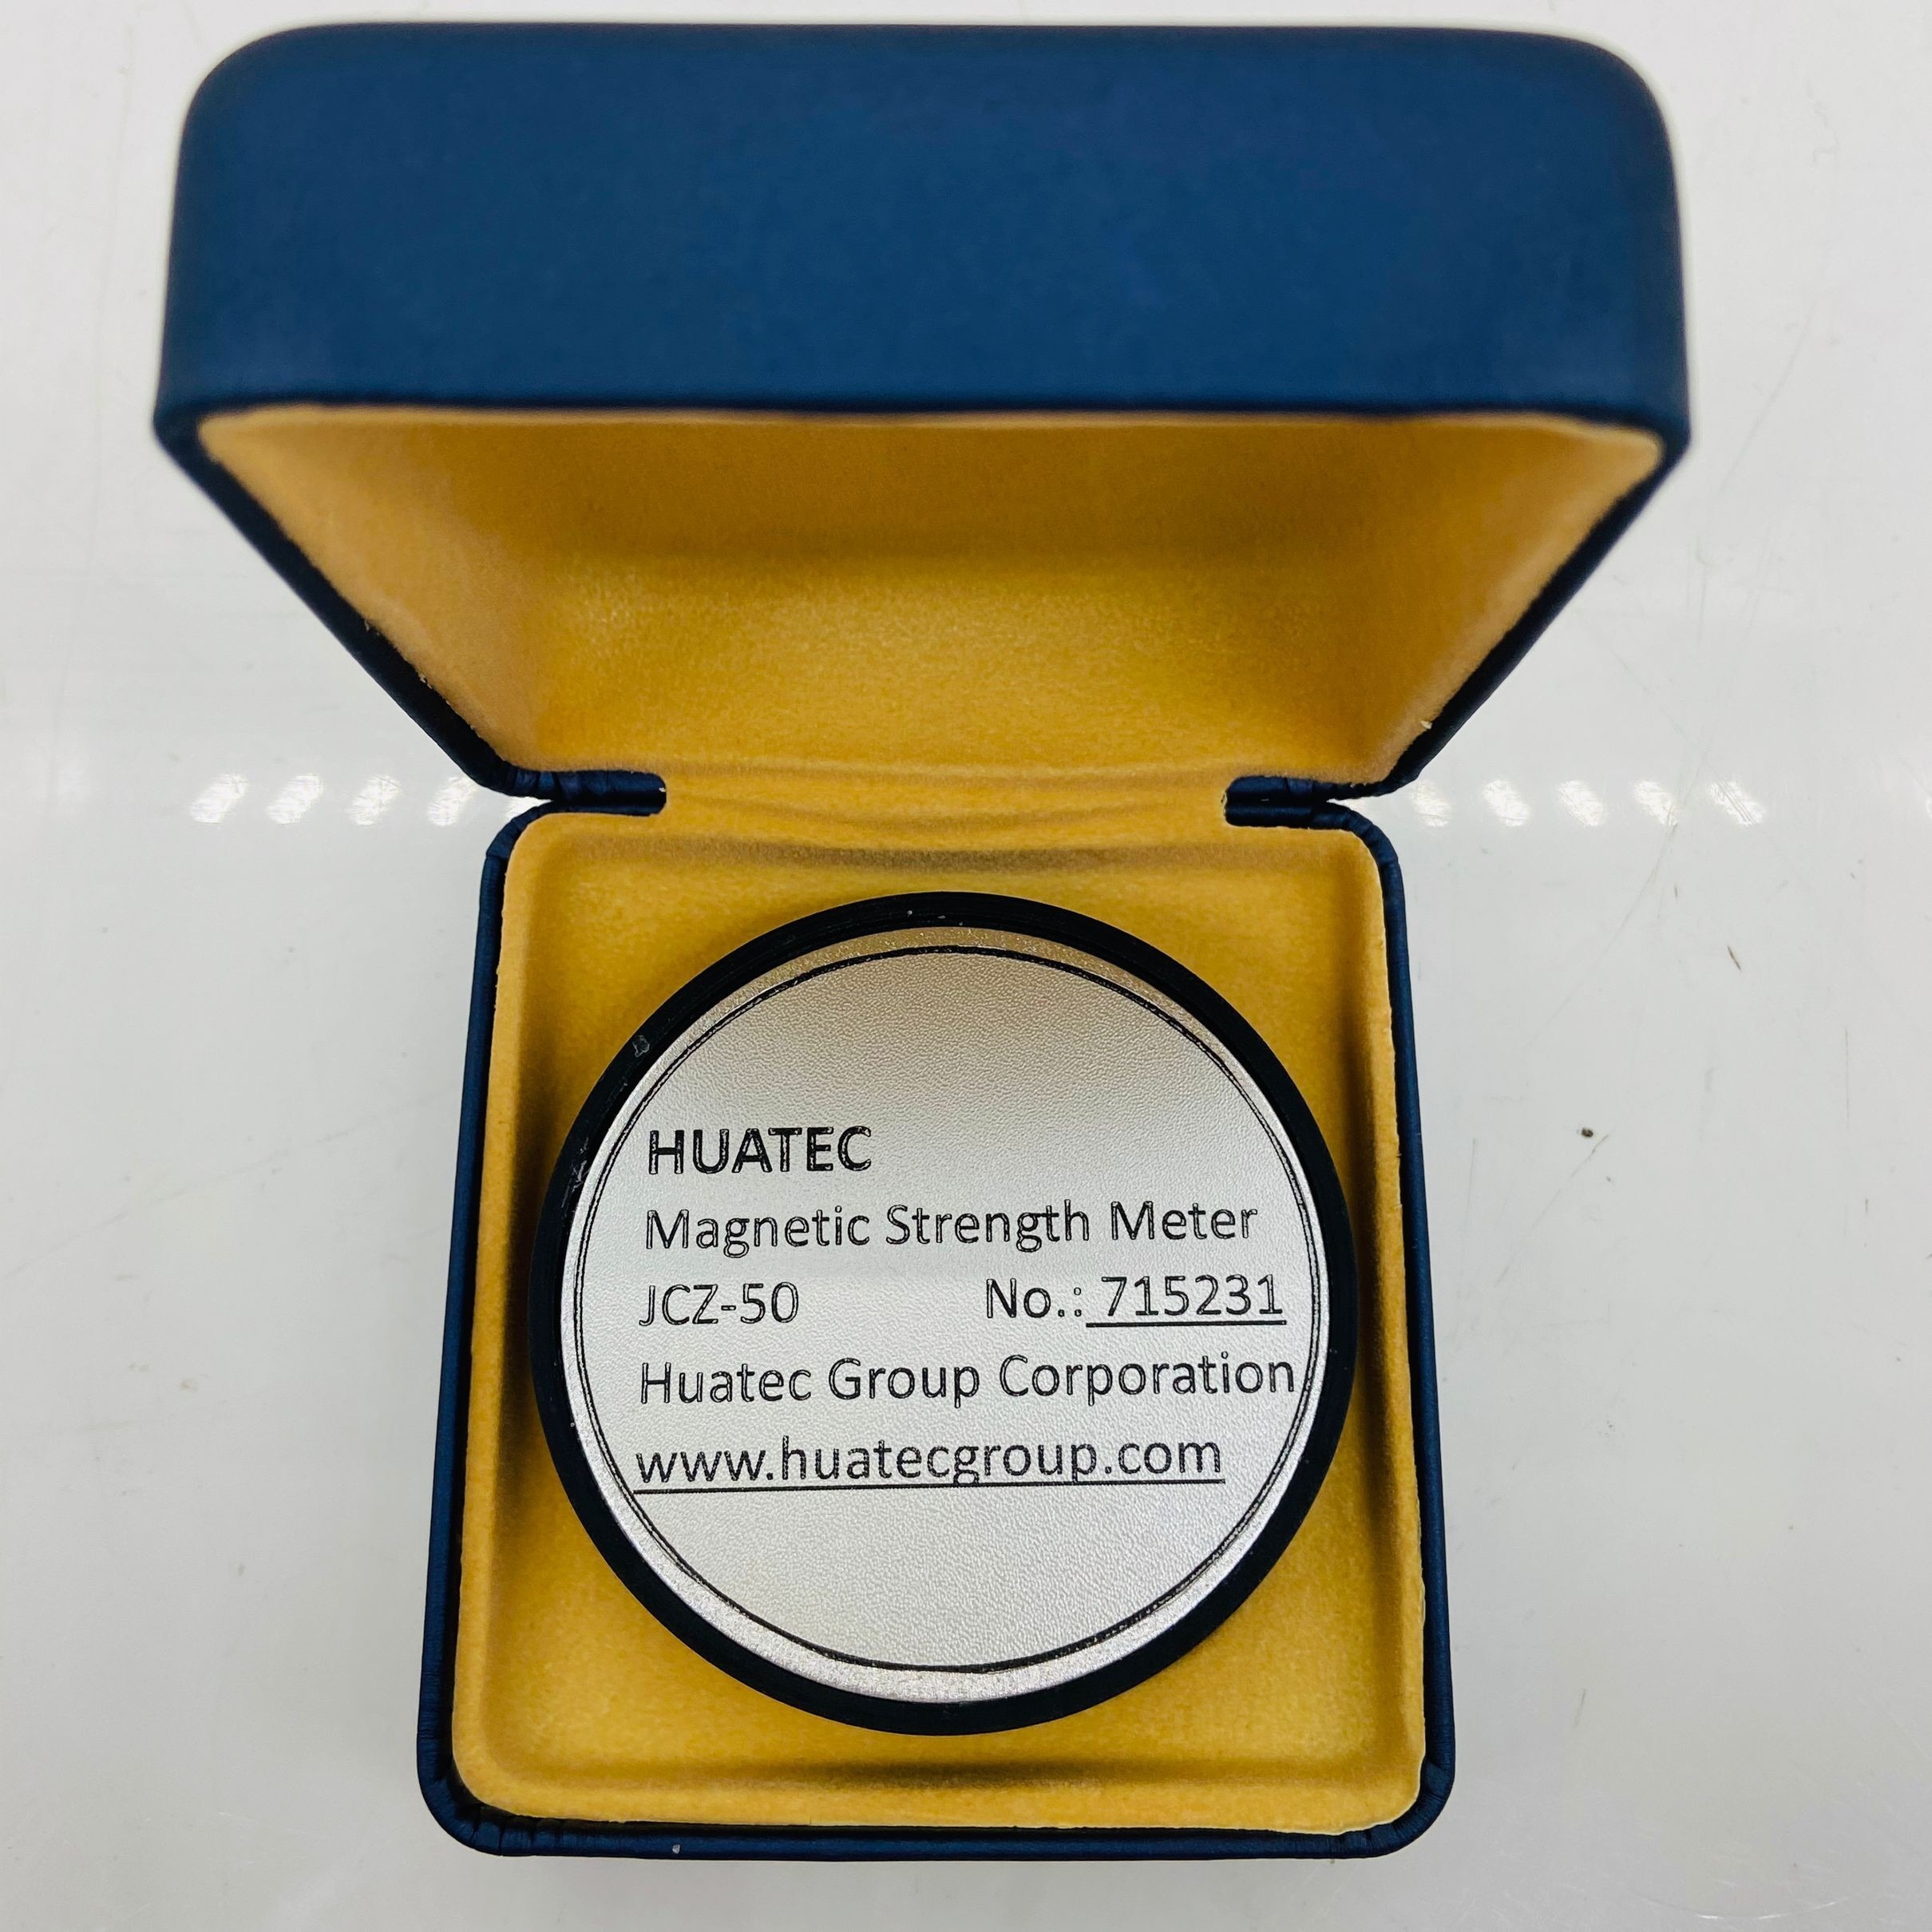 HUATEC
Magnetic Strength Meter
JCZ-50 No.: 715231
Huatec Group Corporation
www.huatecgroup.com